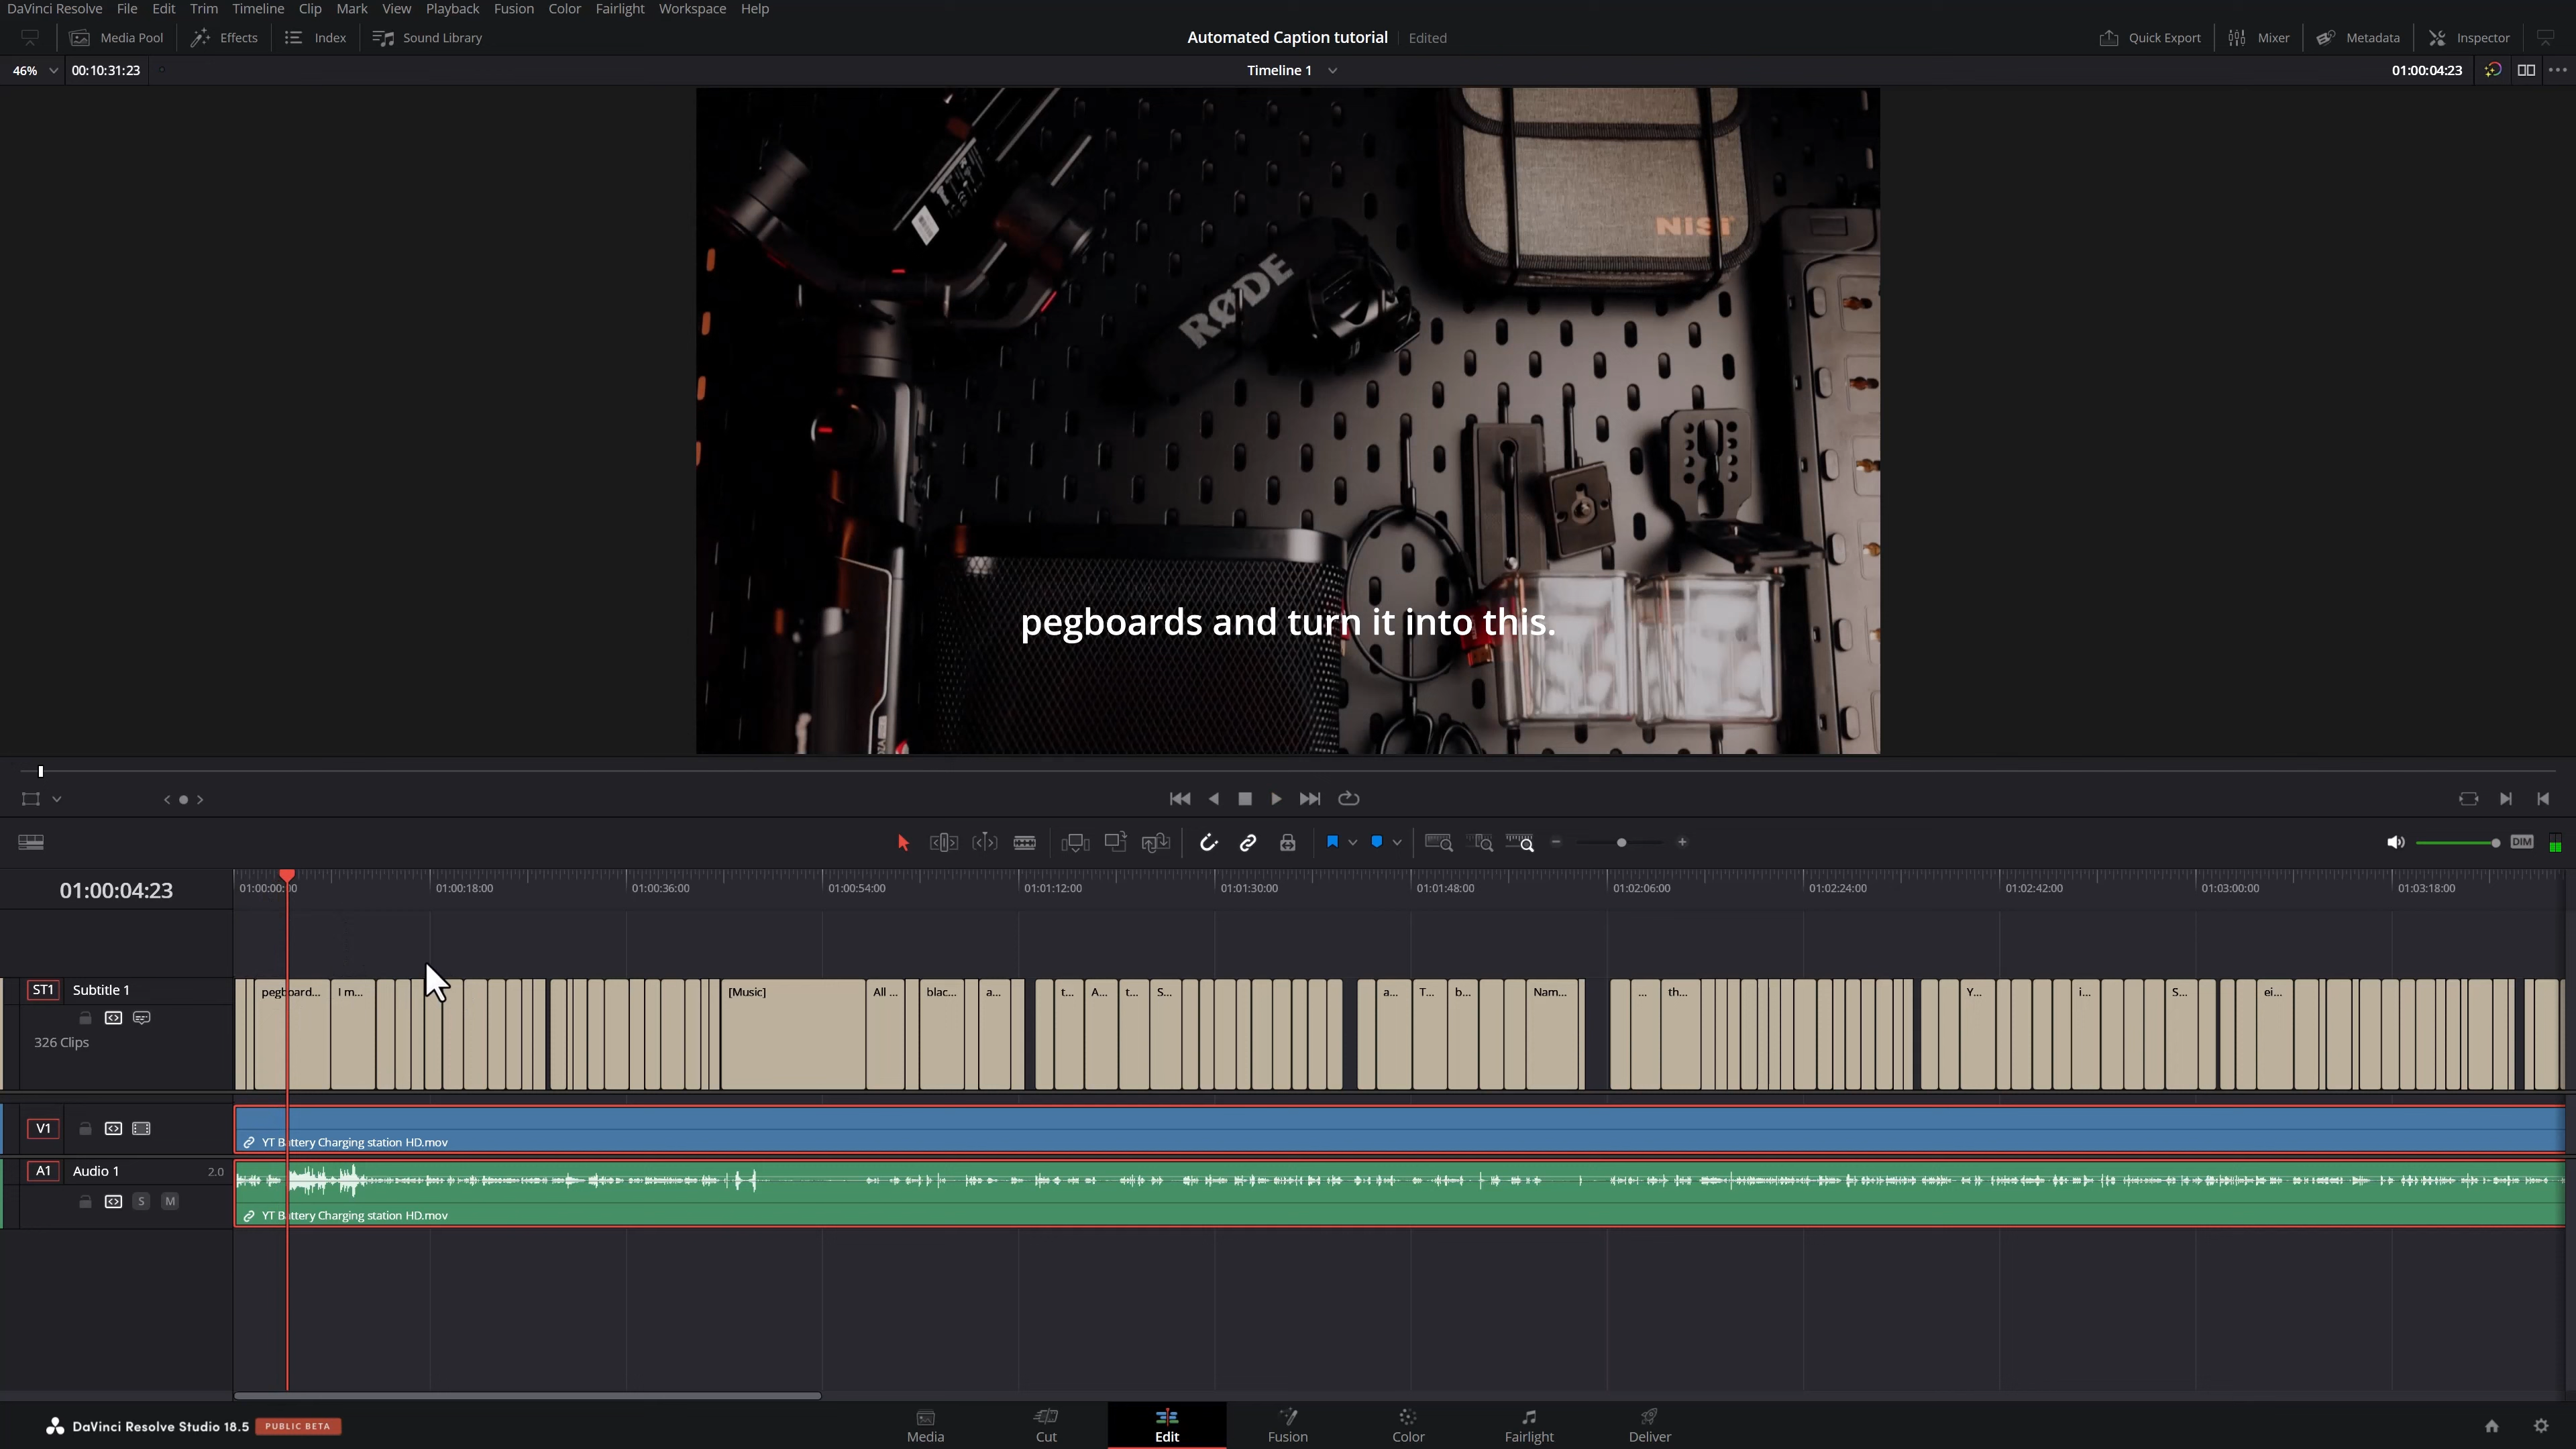 DaVinci Resolve File Edit Trim Timeline Clip Mark View Playback Fusion Color Fairlight Workspace Help
Media Pool Effects Index Sound Library Automated Caption tutorial Edited Quick Export Mixer Metadata Inspector
46% 00:10:31:23 Timeline 1 01:00:04:23
NiSi
RØDE
pegboards and turn it into this.
DIM
01:00:04:23 01:00:00:00 01:00:18:00 01:00:36:00 01:00:54:00 01:01:12:00 01:01:30:00 01:01:48:00 01:02:06:00 01:02:24:00 01:02:42:00 01:03:00:00 01:03:18:00
ST1 Subtitle 1 pegboard... I m... [Music] All ... blac... a... t... A... t... S... a... T... b... Nam... ... th... Y... i... S... ei...
326 Clips
V1
YT Battery Charging station HD.mov
A1 Audio 1 2.0
S M
YT Battery Charging station HD.mov
DaVinci Resolve Studio 18.5 PUBLIC BETA
Media Cut Edit Fusion Color Fairlight Deliver